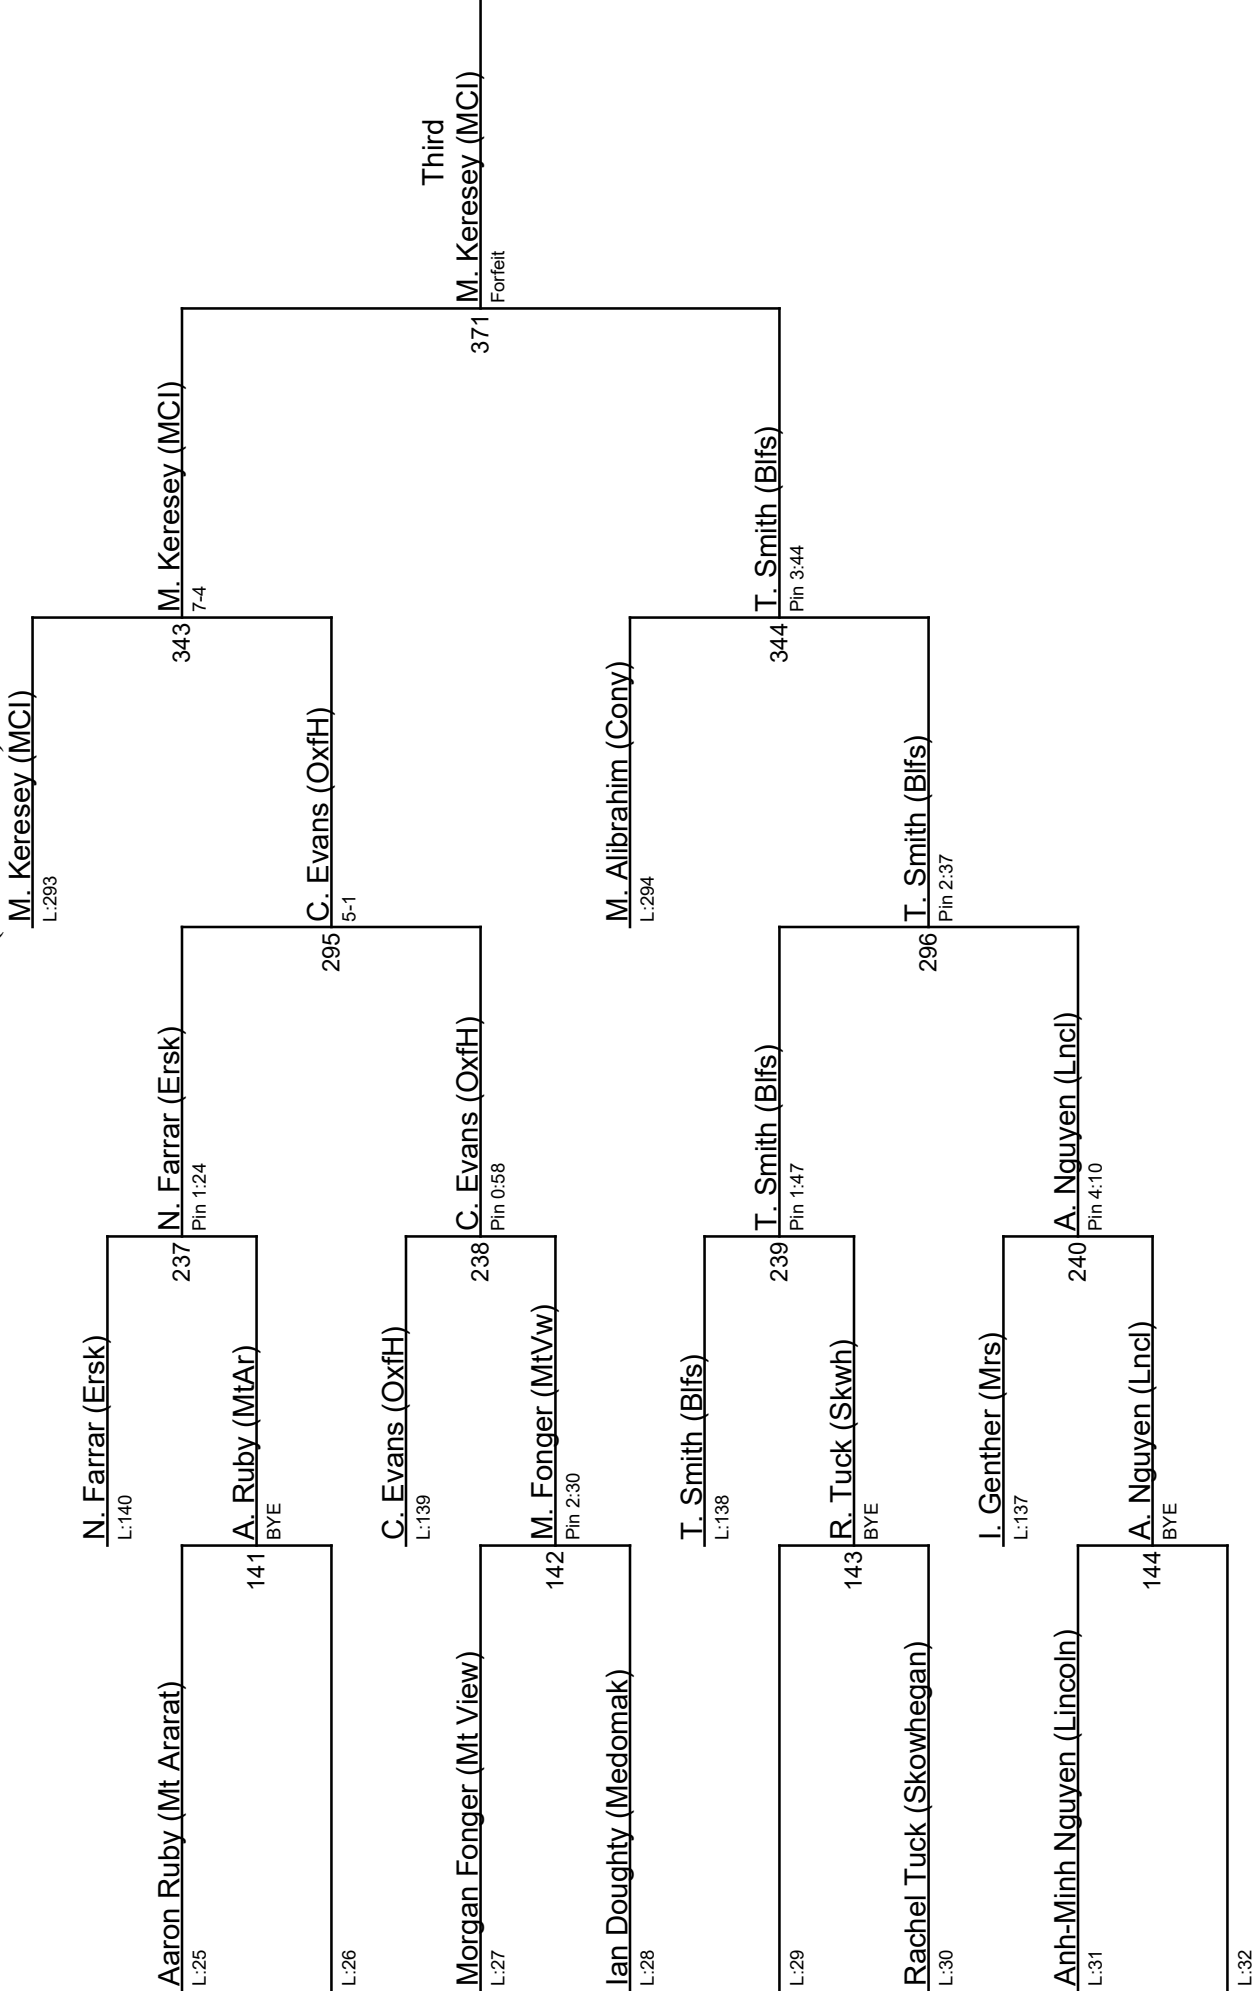 Aaron Ruby (Mt Ararat)
L:25
L:26
Morgan Fonger (Mt View)
L:27
Ian Doughty (Medomak)
L:28
L:29
Rachel Tuck (Skowhegan)
L:30
Anh-Minh Nguyen (Lincoln)
L:31
L:32
141
142
143
144
N. Farrar (Ersk)
L:140
A. Ruby (MtAr)
BYE
C. Evans (OxfH)
L:139
M. Fonger (MtVw)
Pin 2:30
T. Smith (Blfs)
L:138
R. Tuck (Skwh)
BYE
I. Genther (Mrs)
L:137
A. Nguyen (Lncl)
BYE
237
238
239
240
N. Farrar (Ersk)
Pin 1:24
C. Evans (OxfH)
Pin 0:58
T. Smith (Blfs)
Pin 1:47
A. Nguyen (Lncl)
Pin 4:10
295
296
M. Keresey (MCI)
L:293
C. Evans (OxfH)
5-1
M. Alibrahim (Cony)
L:294
T. Smith (Blfs)
Pin 2:37
343
344
M. Keresey (MCI)
7-4
T. Smith (Blfs)
Pin 3:44
371
Third
M. Keresey (MCI)
Forfeit